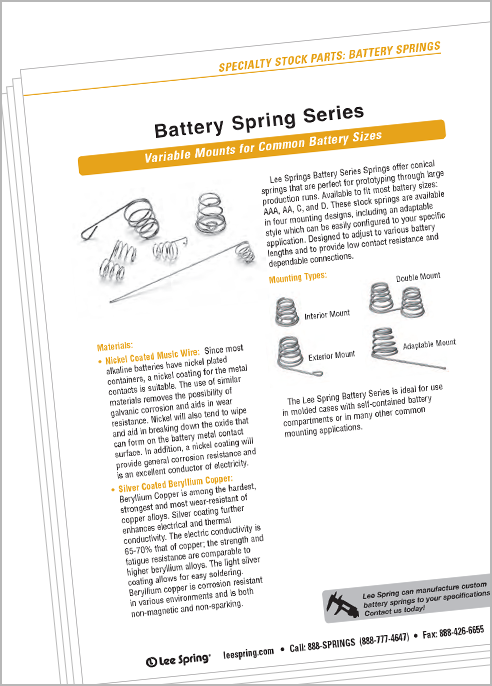 SPECIALTY STOCK PARTS: BATTERY SPRINGS
Battery Spring Series
Variable Mounts for Common Battery Sizes
Lee Springs Battery Series Springs offer conical
springs that are perfect for prototyping through large
production runs. Available to fit most battery sizes:
AAA, AA, C, and D. These stock springs are available
in four mounting designs, including an adaptable
style which can be easily configured to your specific
application. Designed to adjust to various battery
lengths and to provide low contact resistance and
dependable connections.
Mounting Types:
Interior Mount
Double Mount
Exterior Mount
Adaptable Mount
The Lee Spring Battery Series is ideal for use
in molded cases with self-contained battery
compartments or in many other common
mounting applications.
Materials:
• Nickel Coated Music Wire: Since most
alkaline batteries have nickel plated
containers, a nickel coating for the metal
contacts is suitable. The use of similar
materials removes the possibility of
galvanic corrosion and aids in wear
resistance. Nickel will also tend to wipe
and aid in breaking down the oxide that
can form on the battery metal contact
surface. In addition, a nickel coating will
provide general corrosion resistance and
is an excellent conductor of electricity.
• Silver Coated Beryllium Copper:
Beryllium Copper is among the hardest,
strongest and most wear-resistant of
copper alloys. Silver coating further
enhances electrical and thermal
conductivity. The electric conductivity is
65-70% that of copper; the strength and
fatigue resistance are comparable to
higher beryllium alloys. The light silver
coating allows for easy soldering.
Beryllium copper is corrosion resistant
in various environments and is both
non-magnetic and non-sparking.
Lee Spring can manufacture custom
battery springs to your specifications
Contact us today!
Lee Spring® leespring.com • Call: 888-SPRINGS (888-777-4647) • Fax: 888-426-6655